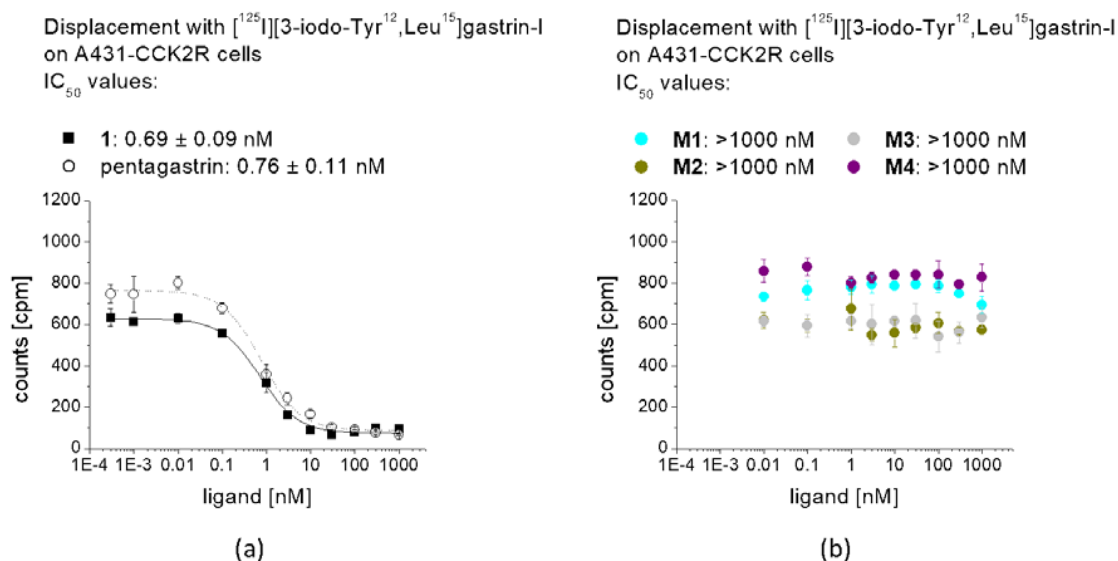 Displacement with [¹²⁵I][3-iodo-Tyr¹²,Leu¹⁵]gastrin-I
on A431-CCK2R cells
IC₅₀ values:
1: 0.69 ± 0.09 nM
pentagastrin: 0.76 ± 0.11 nM
1200
1000
800
600
400
200
0
counts [cpm]
1E-4 1E-3 0.01 0.1 1 10 100 1000
ligand [nM]
(a)
Displacement with [¹²⁵I][3-iodo-Tyr¹²,Leu¹⁵]gastrin-I
on A431-CCK2R cells
IC₅₀ values:
M1: >1000 nM M3: >1000 nM
M2: >1000 nM M4: >1000 nM
1200
1000
800
600
400
200
0
counts [cpm]
1E-4 1E-3 0.01 0.1 1 10 100 1000
ligand [nM]
(b)